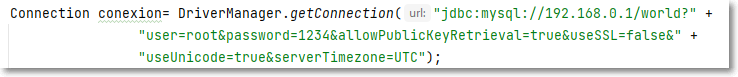 Connection conexion= DriverManager.getConnection( url: "jdbc:mysql://192.168.0.1/world?" +
"user=root&password=1234&allowPublicKeyRetrieval=true&useSSL=false&" +
"useUnicode=true&serverTimezone=UTC");